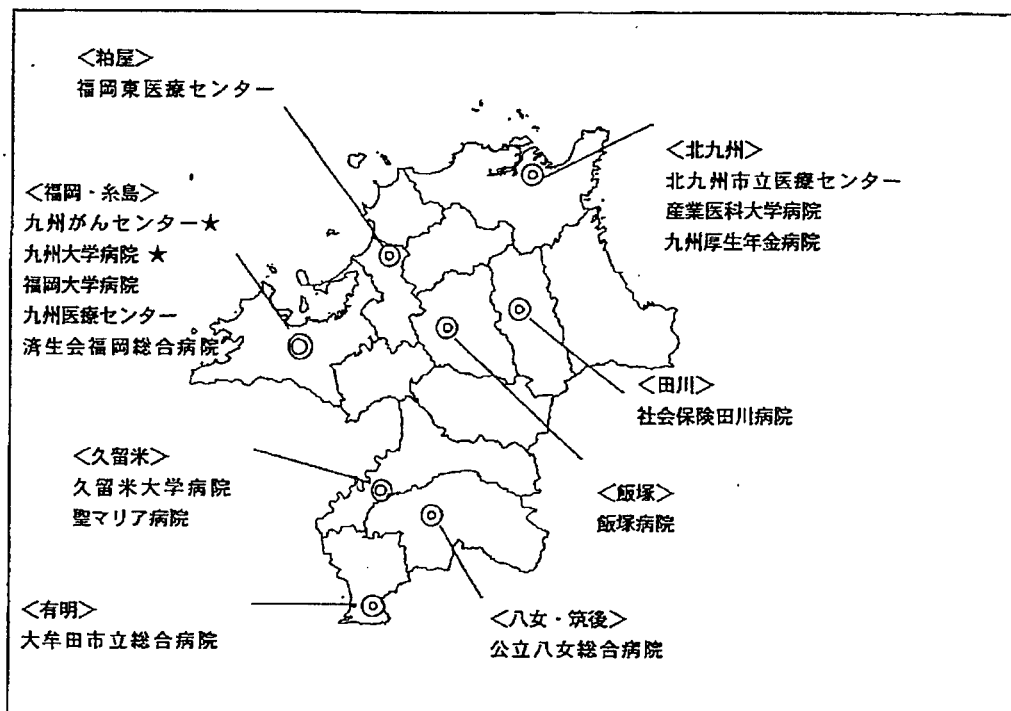 ＜粕屋＞
福岡東医療センター
＜福岡・糸島＞
九州がんセンター★
九州大学病院 ★
福岡大学病院
九州医療センター
済生会福岡総合病院
＜北九州＞
北九州市立医療センター
産業医科大学病院
九州厚生年金病院
＜田川＞
社会保険田川病院
＜久留米＞
久留米大学病院
聖マリア病院
＜飯塚＞
飯塚病院
＜有明＞
大牟田市立総合病院
＜八女・筑後＞
公立八女総合病院